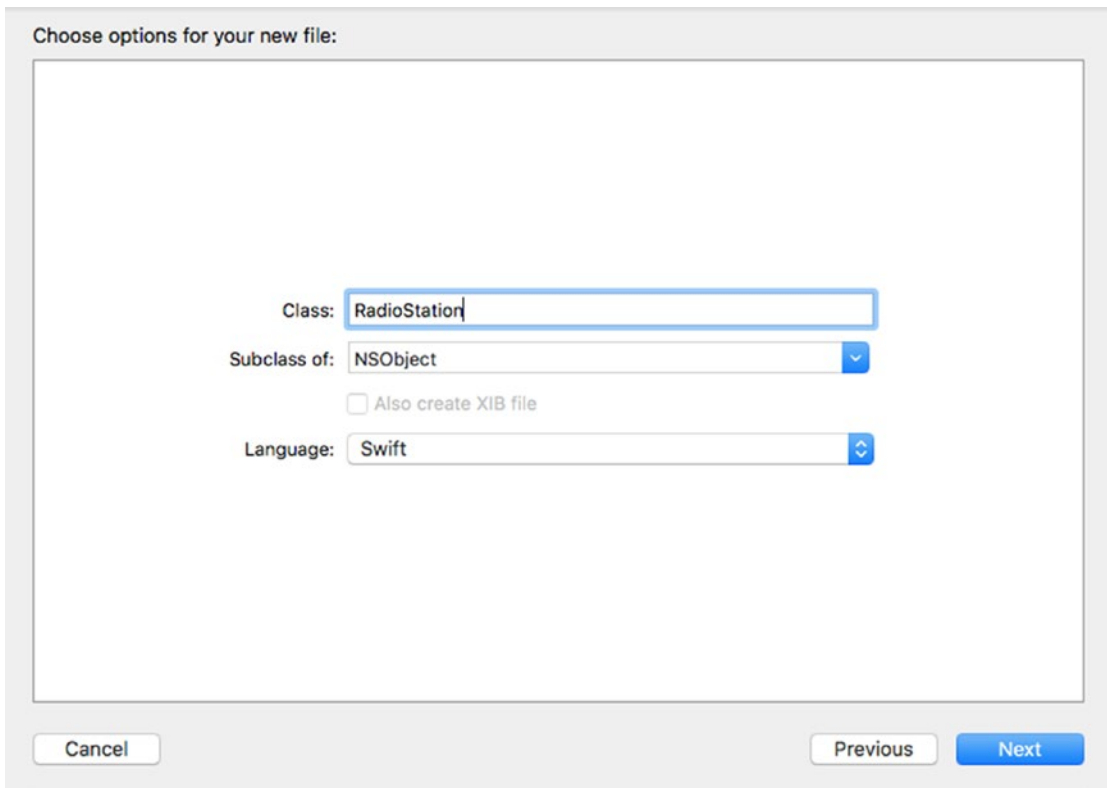 Choose options for your new file:
Class: RadioStation
Subclass of: NSObject
Also create XIB file
Language: Swift
Cancel Previous Next